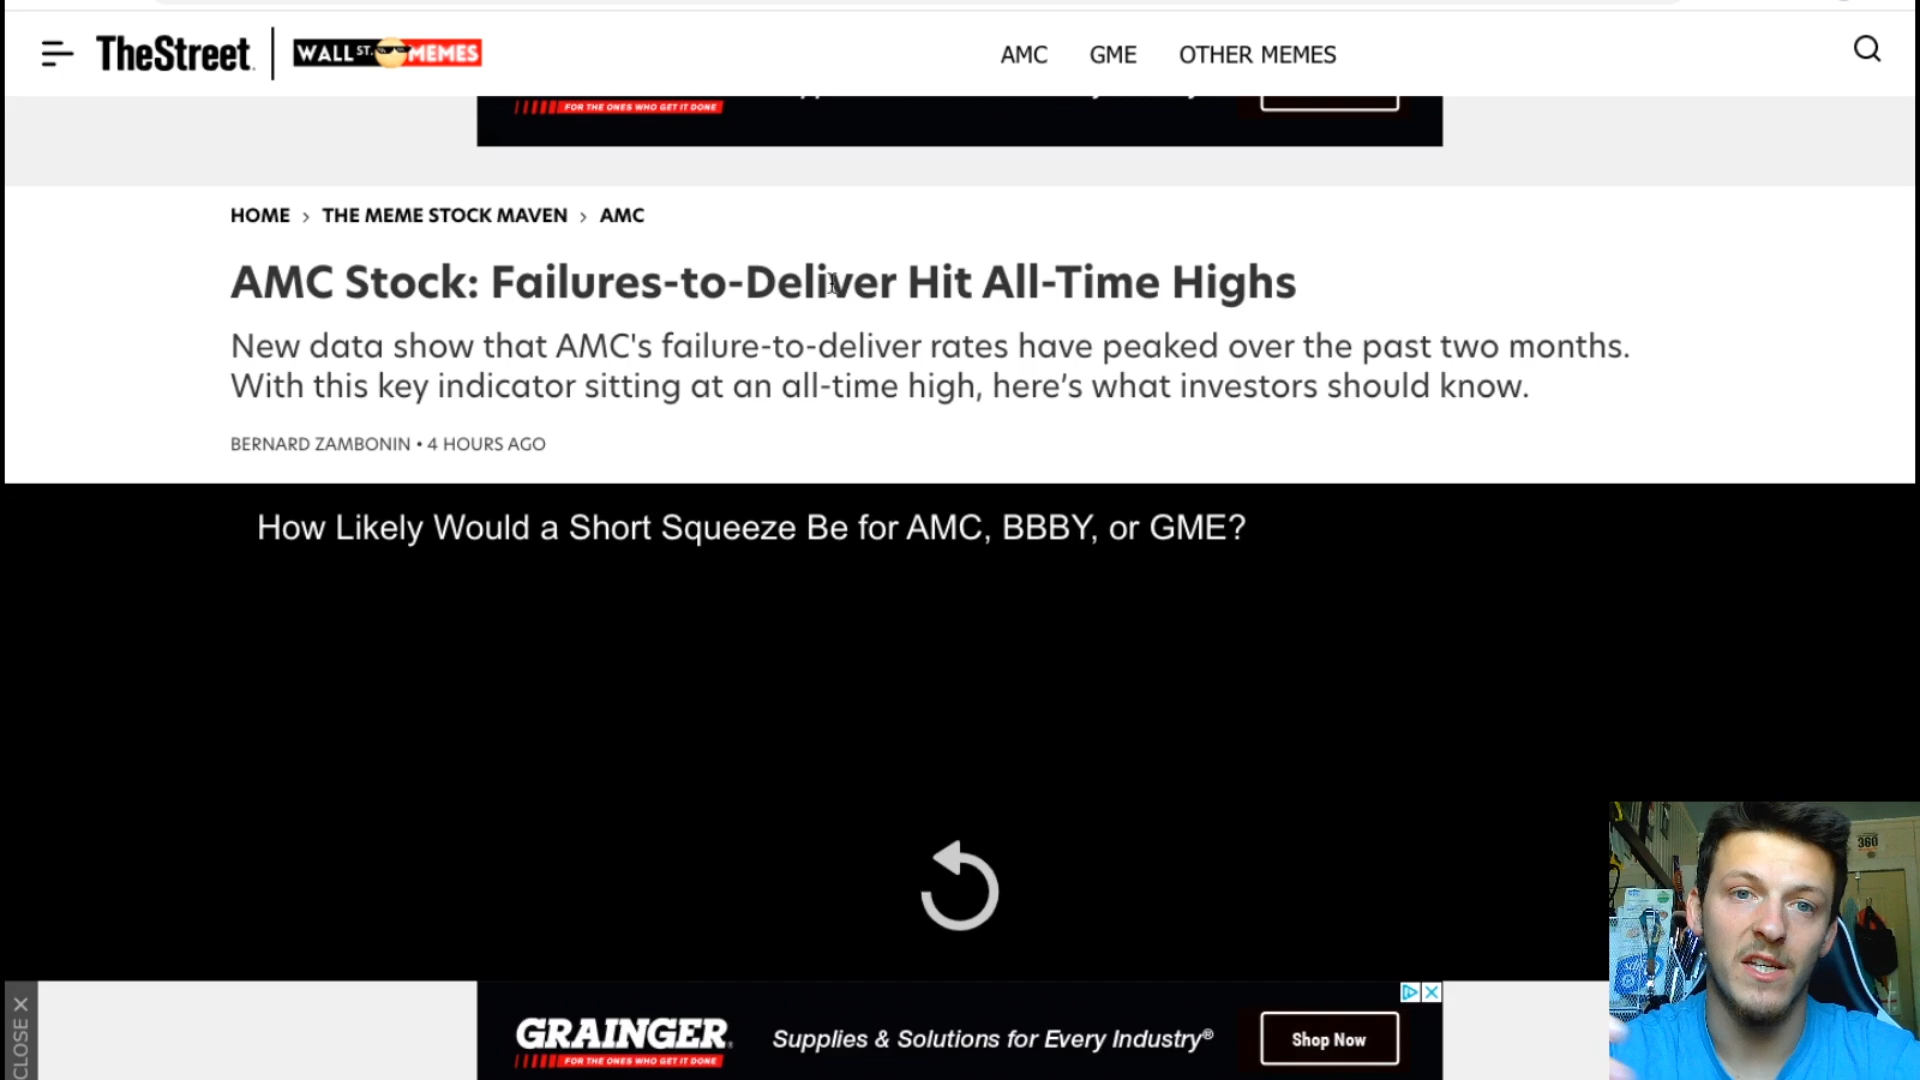 TheStreet
WALL ST. MEMES
AMC GME OTHER MEMES
FOR THE ONES WHO GET IT DONE
HOME > THE MEME STOCK MAVEN > AMC
AMC Stock: Failures-to-Deliver Hit All-Time Highs
New data show that AMC's failure-to-deliver rates have peaked over the past two months.
With this key indicator sitting at an all-time high, here’s what investors should know.
BERNARD ZAMBONIN • 4 HOURS AGO
How Likely Would a Short Squeeze Be for AMC, BBBY, or GME?
360
CLOSE X
GRAINGER
FOR THE ONES WHO GET IT DONE
Supplies & Solutions for Every Industry®
Shop Now